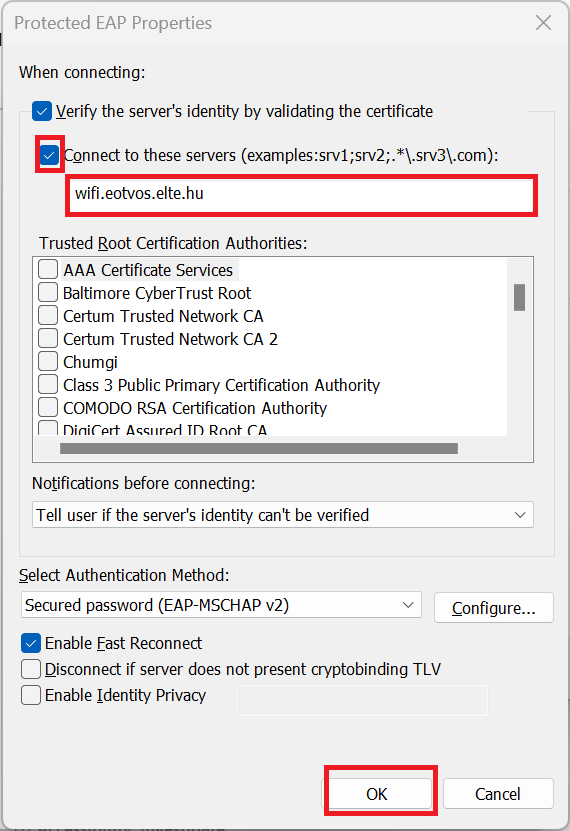 Protected EAP Properties
When connecting:
Verify the server's identity by validating the certificate
Connect to these servers (examples:srv1;srv2;.*\.srv3\.com):
wifi.eotvos.elte.hu
Trusted Root Certification Authorities:
AAA Certificate Services
Baltimore CyberTrust Root
Certum Trusted Network CA
Certum Trusted Network CA 2
Chumgi
Class 3 Public Primary Certification Authority
COMODO RSA Certification Authority
DigiCert Assured ID Root CA
Notifications before connecting:
Tell user if the server's identity can't be verified
Select Authentication Method:
Secured password (EAP-MSCHAP v2)
Configure...
Enable Fast Reconnect
Disconnect if server does not present cryptobinding TLV
Enable Identity Privacy
OK
Cancel